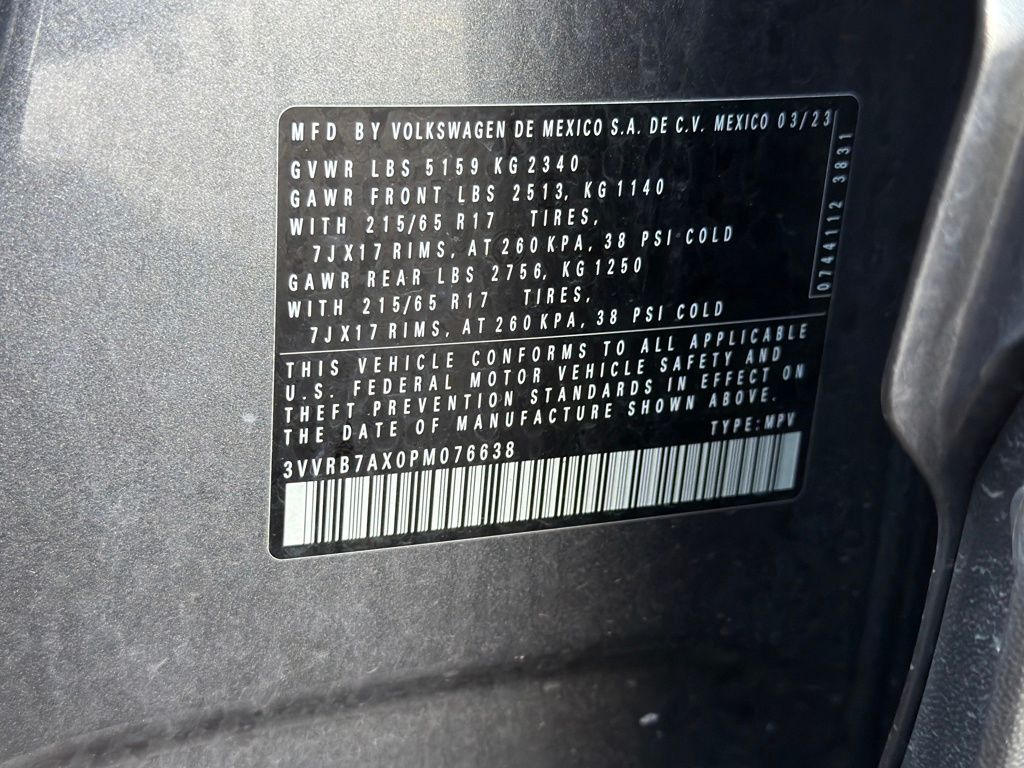 MFD BY VOLKSWAGEN DE MEXICO S.A. DE C.V. MEXICO 03/23
GVWR LBS 5159 KG 2340
GAWR FRONT LBS 2513, KG 1140
WITH 215/65 R17 TIRES,
7JX17 RIMS, AT 260 KPA, 38 PSI COLD
GAWR REAR LBS 2756, KG 1250
WITH 215/65 R17 TIRES,
7JX17 RIMS, AT 260 KPA, 38 PSI COLD
0744112 3831
THIS VEHICLE CONFORMS TO ALL APPLICABLE
U.S. FEDERAL MOTOR VEHICLE SAFETY AND
THEFT PREVENTION STANDARDS IN EFFECT ON
THE DATE OF MANUFACTURE SHOWN ABOVE.
TYPE: MPV
3VVRB7AX0PM076638